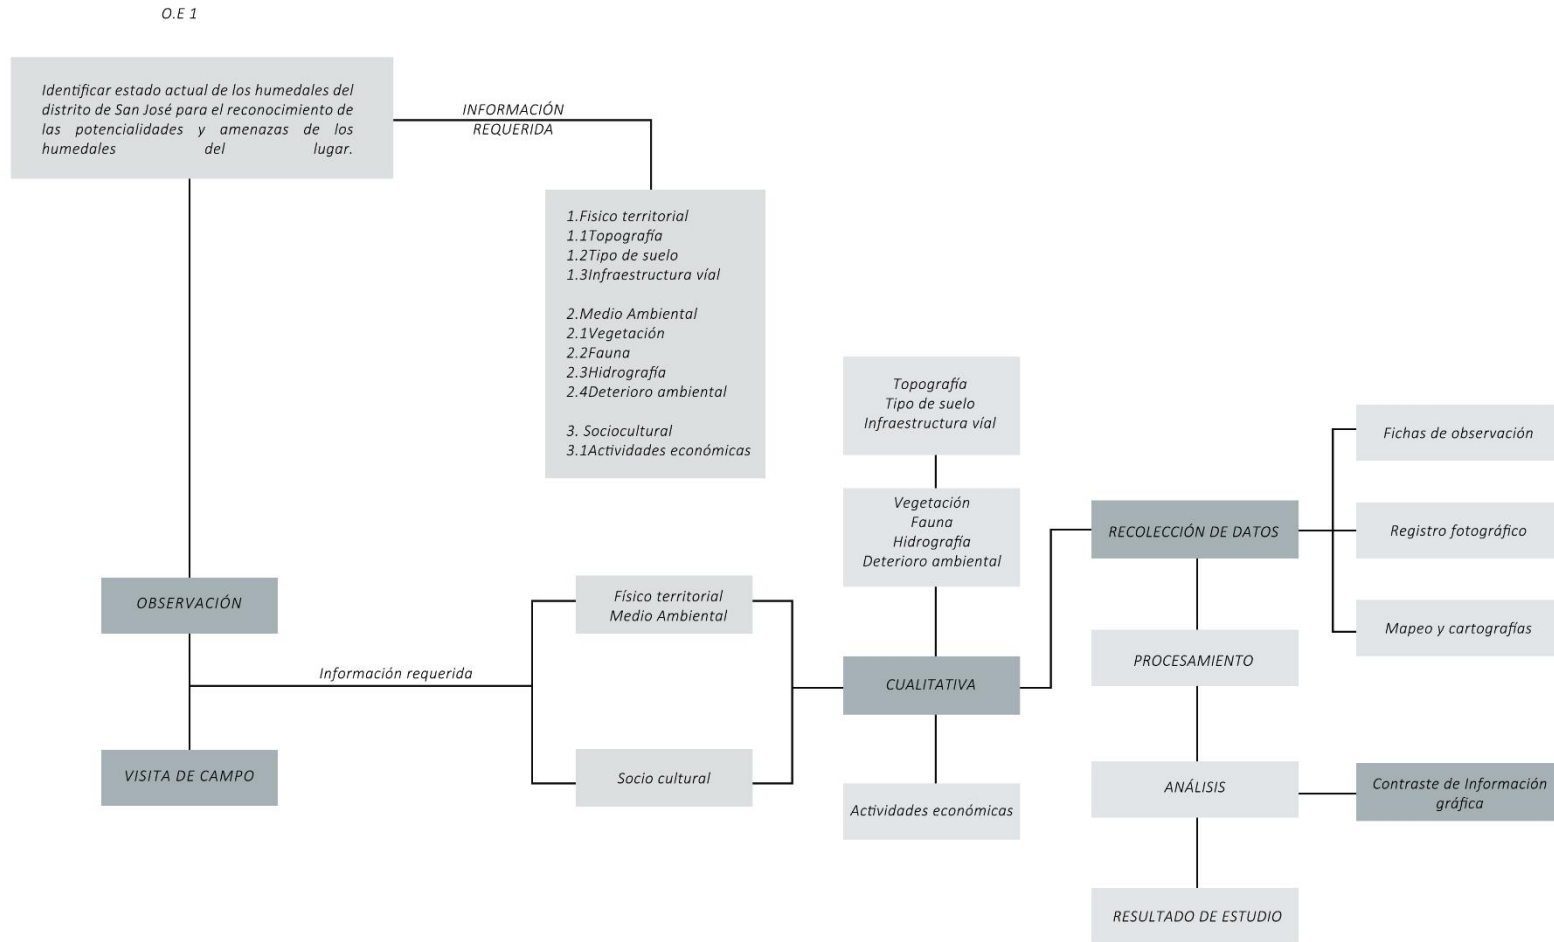 O.E 1
Identificar estado actual de los humedales del
distrito de San José para el reconocimiento de
las potencialidades y amenazas de los
humedales del lugar.
INFORMACIÓN
REQUERIDA
1.Fisico territorial
1.1Topografía
1.2Tipo de suelo
1.3Infraestructura víal
2.Medio Ambiental
2.1Vegetación
2.2Fauna
2.3Hidrografía
2.4Deterioro ambiental
3. Sociocultural
3.1Actividades económicas
OBSERVACIÓN
Información requerida
VISITA DE CAMPO
Físico territorial
Medio Ambiental
Socio cultural
Topografía
Tipo de suelo
Infraestructura víal
Vegetación
Fauna
Hidrografía
Deterioro ambiental
CUALITATIVA
Actividades económicas
RECOLECCIÓN DE DATOS
Fichas de observación
Registro fotográfico
Mapeo y cartografías
PROCESAMIENTO
ANÁLISIS
Contraste de Información
gráfica
RESULTADO DE ESTUDIO